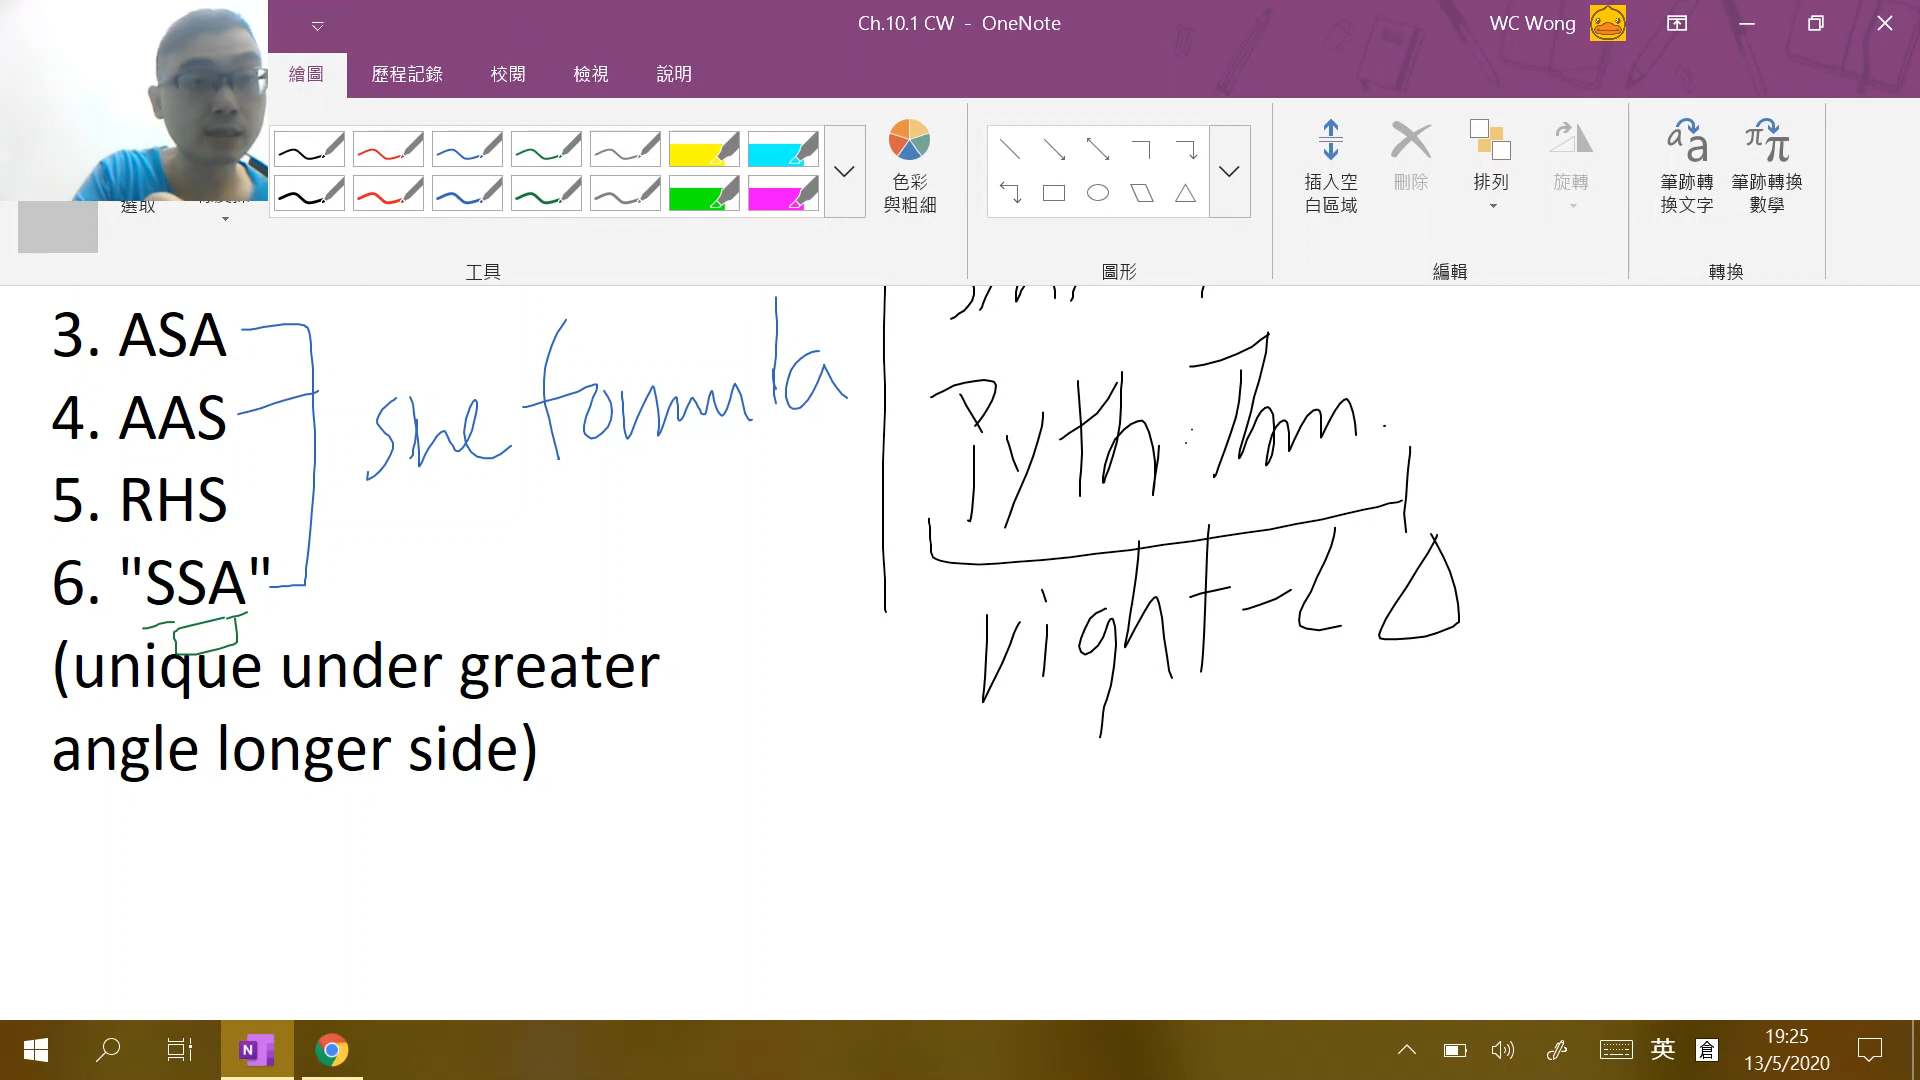 Ch.10.1 CW - OneNote
WC Wong
繪圖 歷程記錄 校閱 檢視 說明
選取
色彩
與粗細
插入空
白區域
刪除
排列
旋轉
筆跡轉
換文字
筆跡轉換
數學
工具
圖形
編輯
轉換
3. ASA
4. AAS
5. RHS
6. "SSA"
(unique under greater
angle longer side)
sine formula
Pyth. Thm.
right-∠ Δ
英
倉
19:25
13/5/2020